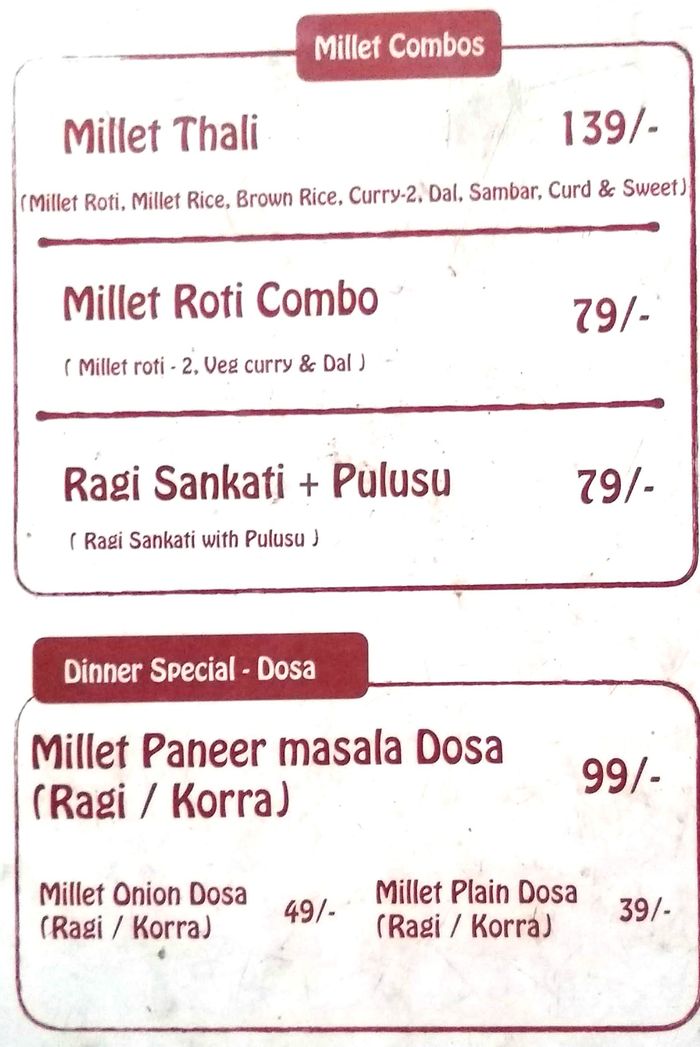 Millet Combos
Millet Thali 139/-
(Millet Roti, Millet Rice, Brown Rice, Curry-2, Dal, Sambar, Curd & Sweet)
Millet Roti Combo 79/-
( Millet roti - 2, Veg curry & Dal )
Ragi Sankati + Pulusu 79/-
( Ragi Sankati with Pulusu )
Dinner Special - Dosa
Millet Paneer masala Dosa
(Ragi / Korra) 99/-
Millet Onion Dosa
(Ragi / Korra) 49/-
Millet Plain Dosa
(Ragi / Korra) 39/-